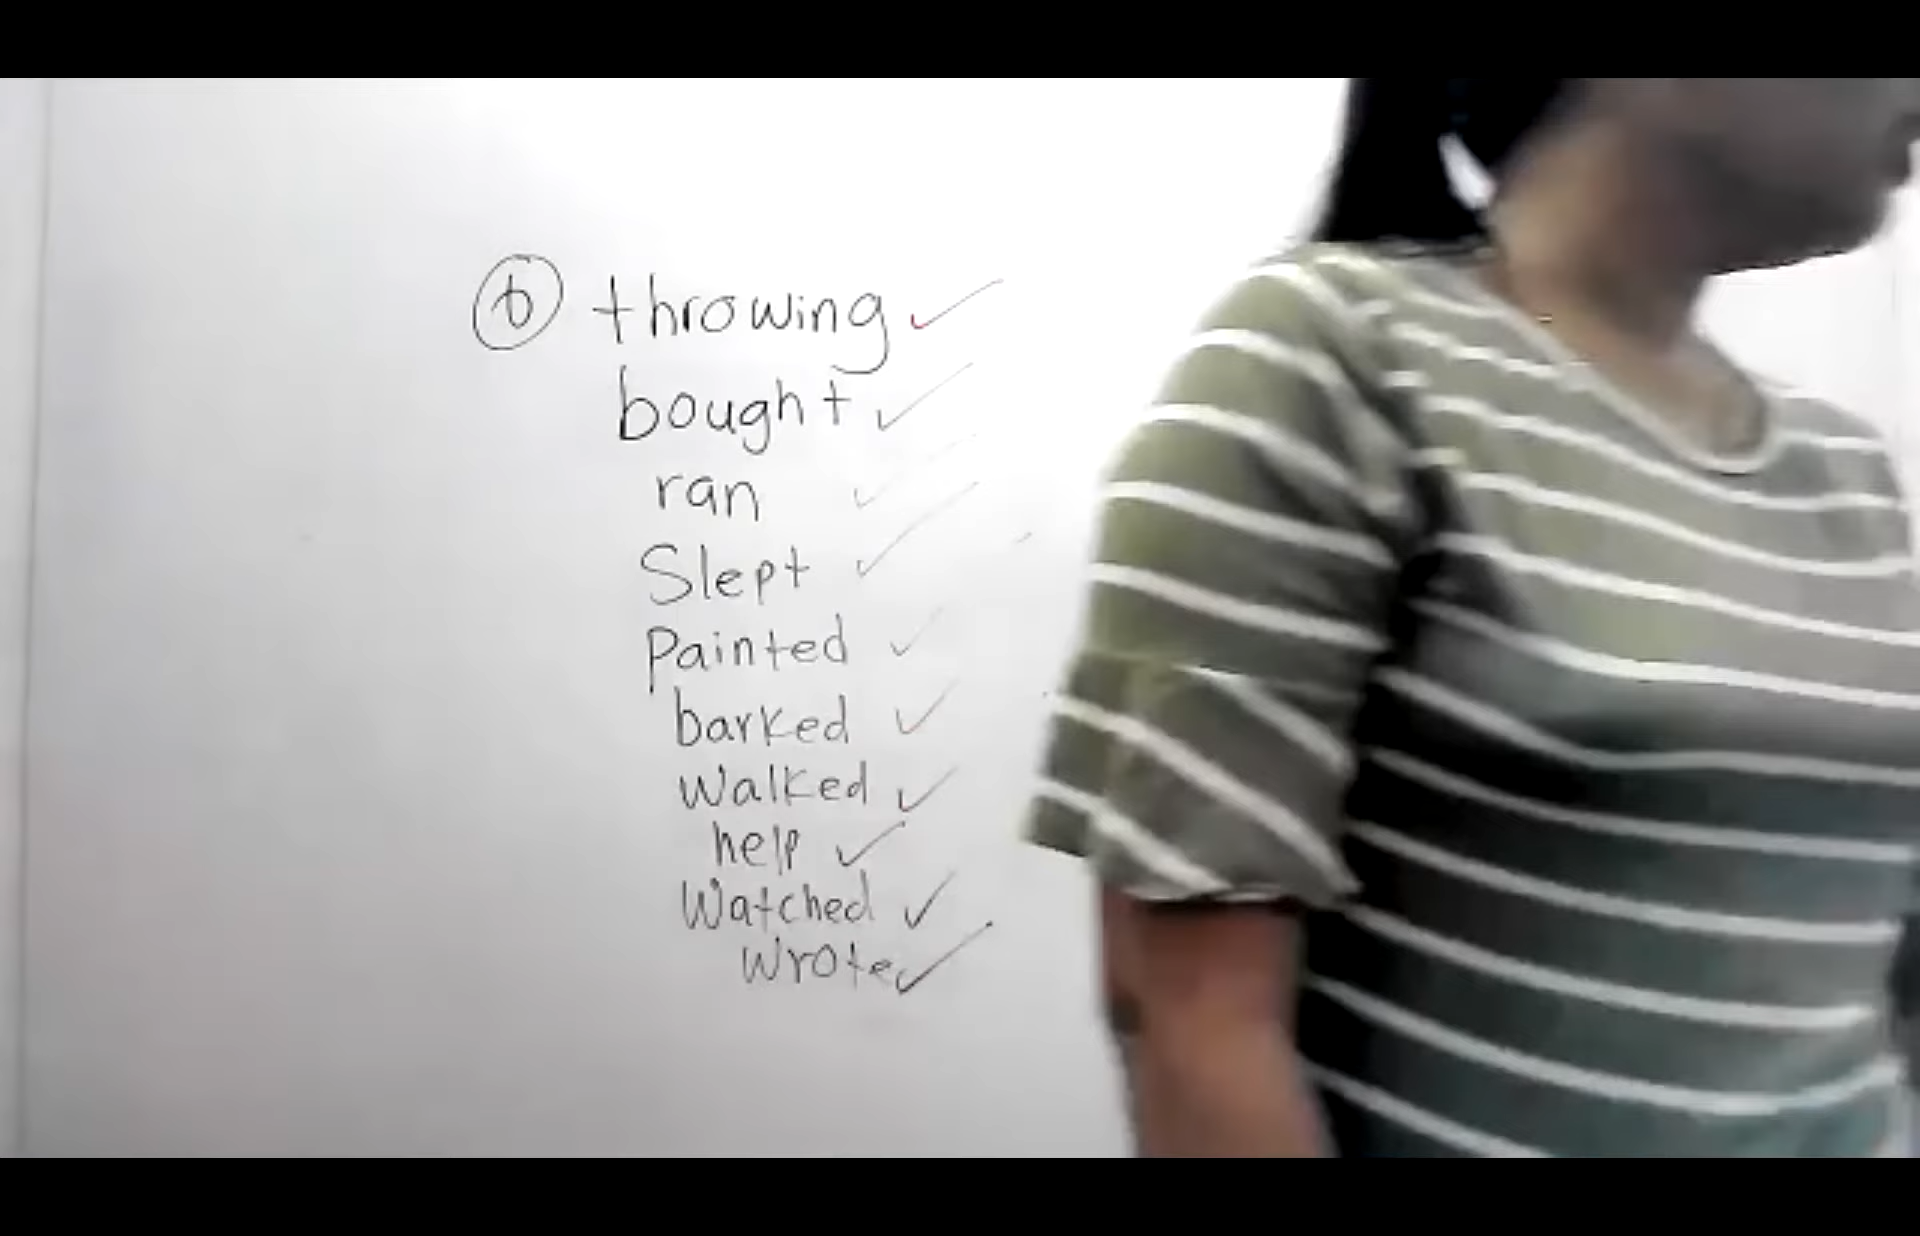 b throwing
bought
ran
Slept
Painted
barked
Walked
help
Watched
Wrote